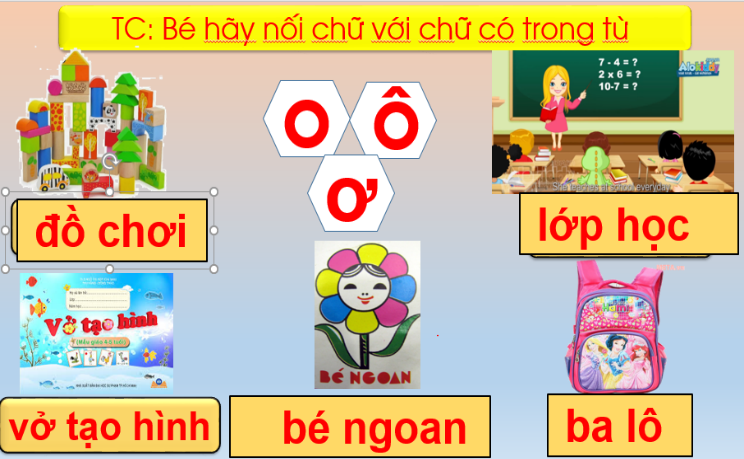 TC: Bé hãy nối chữ với chữ có trong từ
o
ô
ơ
7 - 4 = ?
2 x 6 = ?
10-7 = ?
đồ chơi
lớp học
Vở tạo hình
BÉ NGOAN
vở tạo hình
bé ngoan
ba lô